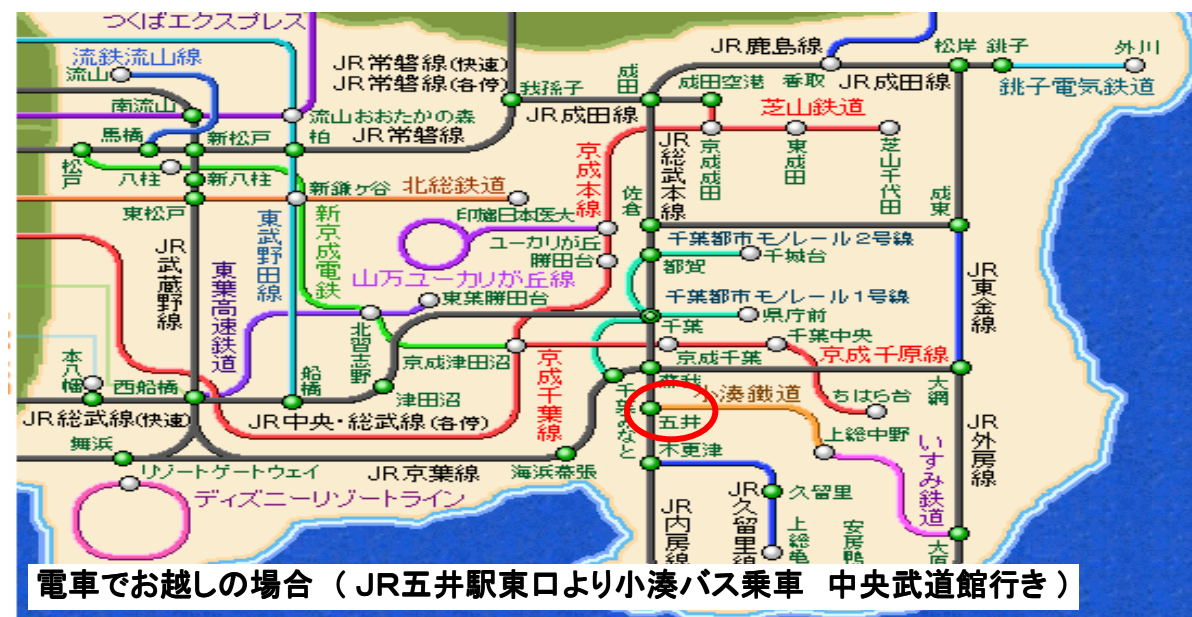 つくばエクスプレス
流鉄流山線
流山
南流山
馬橋
新松戸
松戸
八柱
新八柱
東松戸
JR常磐線(快速)
JR常磐線(各停)
流山おおたかの森
柏
JR常磐線
我孫子
JR成田線
成田
JR鹿島線
成田空港
香取
JR成田線
松岸
銚子
外川
銚子電気鉄道
芝山鉄道
京成成田
東成田
芝山千代田
JR総武本線
京成本線
佐倉
成東
新鎌ヶ谷
北総鉄道
印旛日本医大
ユーカリが丘
勝田台
山万ユーカリが丘線
東葉勝田台
新京成電鉄
東武野田線
東葉高速鉄道
JR武蔵野線
千葉都市モノレール2号線
千城台
都賀
千葉都市モノレール1号線
県庁前
千葉
千葉中央
京成千葉
京成千原線
JR東金線
北習志野
京成津田沼
京成千葉線
本八幡
西船橋
船橋
津田沼
JR総武線(快速)
JR中央・総武線(各停)
舞浜
リゾートゲートウェイ
JR京葉線
海浜幕張
ディズニーリゾートライン
千葉みなと
蘇我
小湊鐵道
ちはら台
大網
五井
上総中野
いすみ鉄道
JR外房線
木更津
JR内房線
JR久留里線
久留里
上総亀
安房鴨
大原
電車でお越しの場合 ( JR五井駅東口より小湊バス乗車 中央武道館行き )